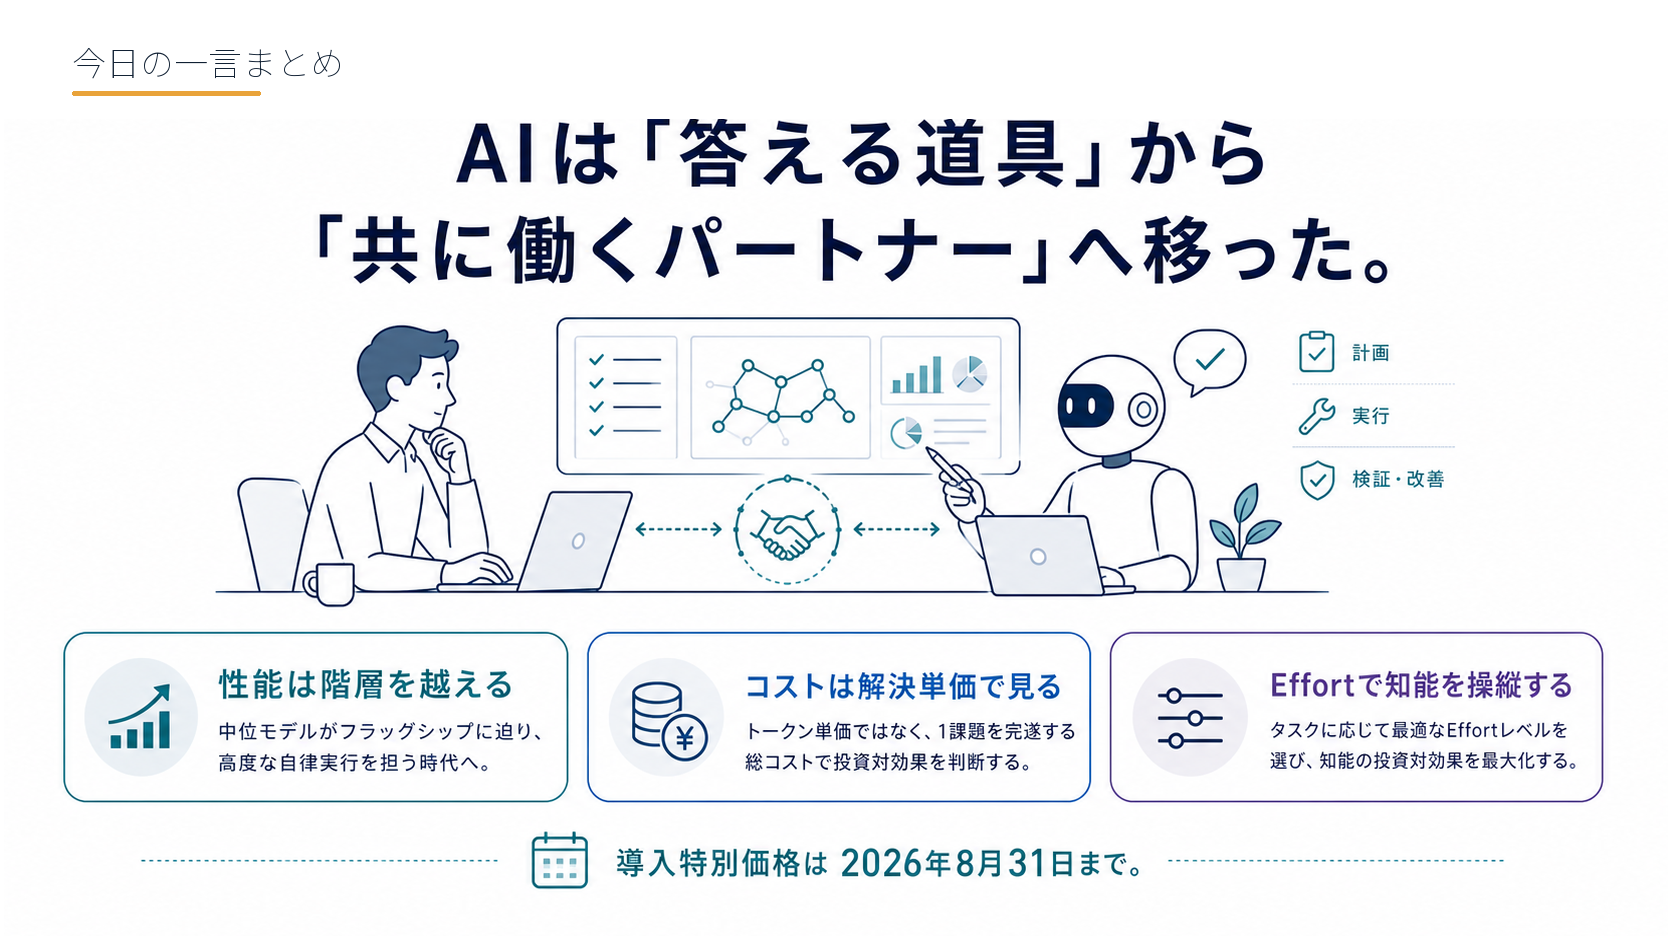 今日の一言まとめ
AIは「答える道具」から
「共に働くパートナー」へ移った。
計画
実行
検証・改善
性能は階層を越える
中位モデルがフラッグシップに迫り、
高度な自律実行を担う時代へ。
コストは解決単価で見る
トークン単価ではなく、1課題を完遂する
総コストで投資対効果を判断する。
Effortで知能を操縦する
タスクに応じて最適なEffortレベルを
選び、知能の投資対効果を最大化する。
導入特別価格は 2026年8月31日まで。